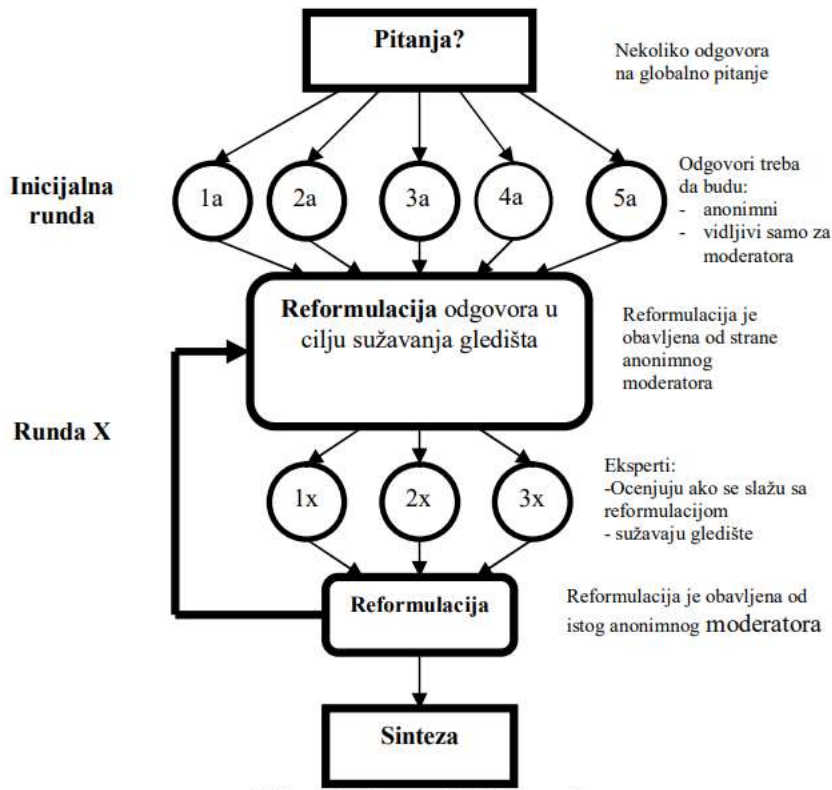 Pitanja?
Nekoliko odgovora
na globalno pitanje
Inicijalna
runda
1a
2a
3a
4a
5a
Odgovori treba
da budu:
- anonimni
- vidljivi samo za
moderatora
Reformulacija odgovora u
cilju sužavanja gledišta
Reformulacija je
obavljena od strane
anonimnog
moderatora
Runda X
1x
2x
3x
Eksperti:
-Ocenjuju ako se slažu sa
reformulacijom
- sužavaju gledište
Reformulacija
Reformulacija je obavljena od
istog anonimnog moderatora
Sinteza